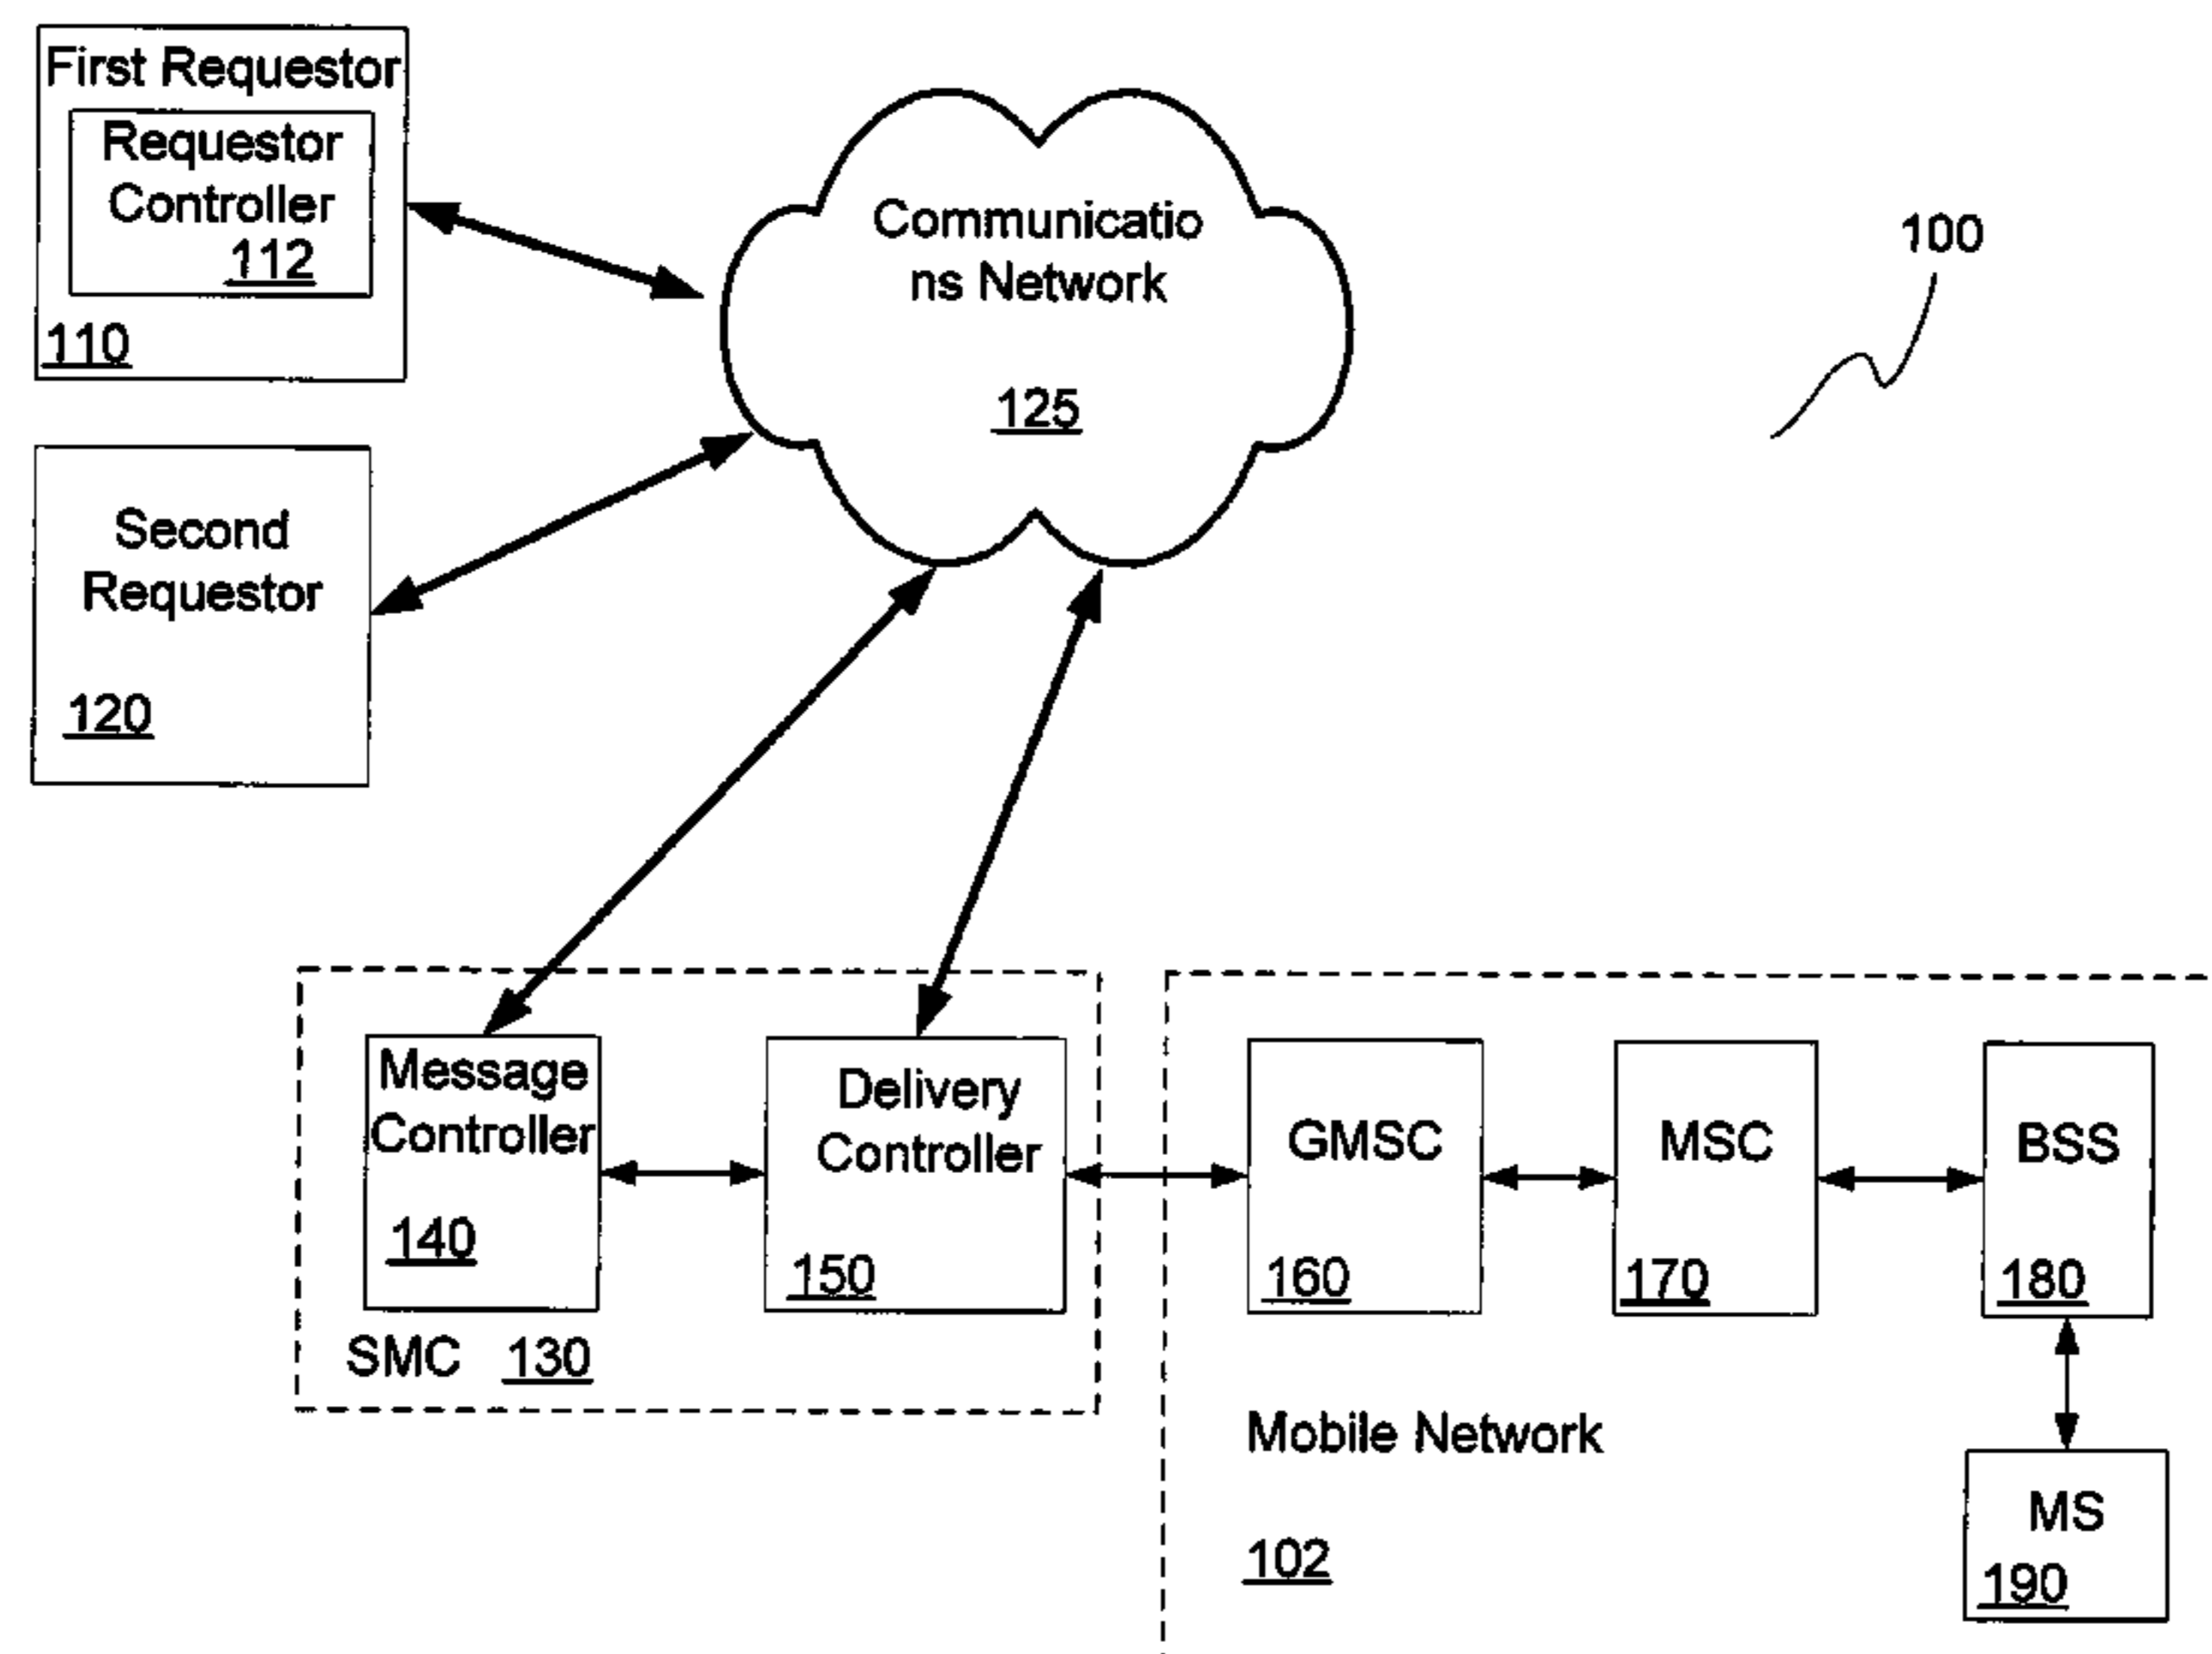 First Requestor
Requestor
Controller
112
110
Communicatio
ns Network
125
100
Second
Requestor
120
Message
Controller
140
Delivery
Controller
150
SMC 130
GMSC
160
MSC
170
BSS
180
Mobile Network
102
MS
190